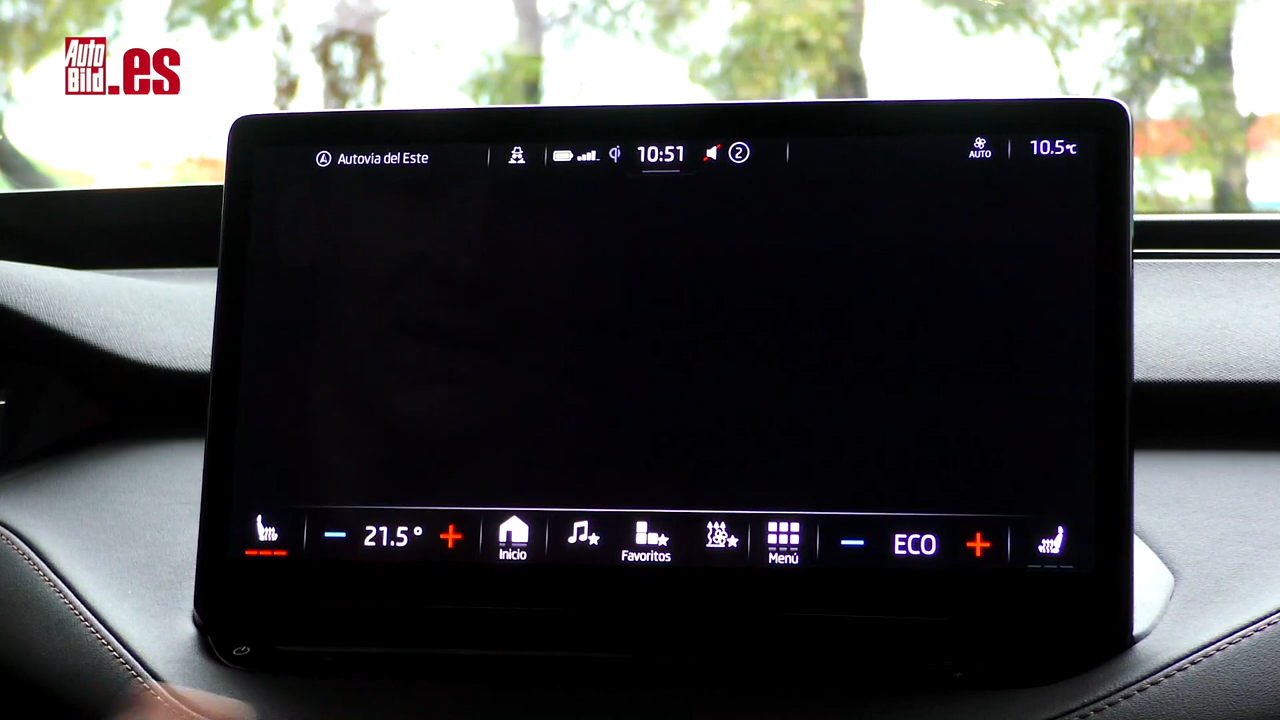 Auto
Bild.es
Autovia del Este
10:51
2
AUTO
10.5°C
21.5°
Inicio
Favoritos
Menú
ECO